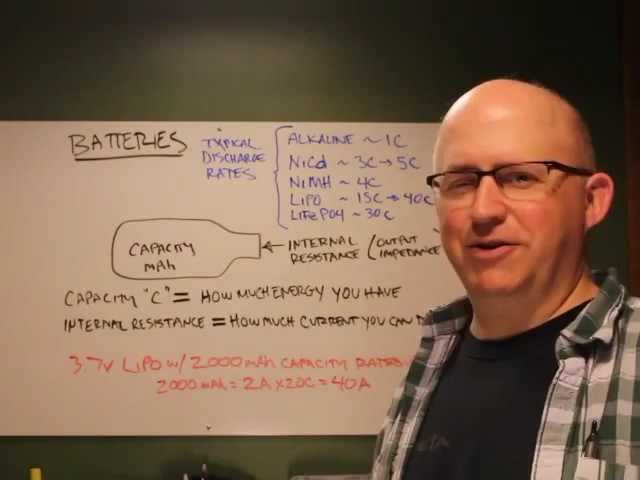 BATTERIES
TYPICAL
DISCHARGE
RATES
ALKALINE ~ 1C
NiCd ~ 3C → 5C
NiMH ~ 4C
LiPO ~ 15C → 40C
LiFePO4 ~ 30C
CAPACITY
mAh
← INTERNAL
RESISTANCE
(OUTPUT
IMPEDANCE
CAPACITY "C" = HOW MUCH ENERGY YOU HAVE
INTERNAL RESISTANCE = HOW MUCH CURRENT YOU CAN
3.7V LIPO W/ 2000mAh CAPACITY RATED
2000mAh = 2A x 20C = 40A